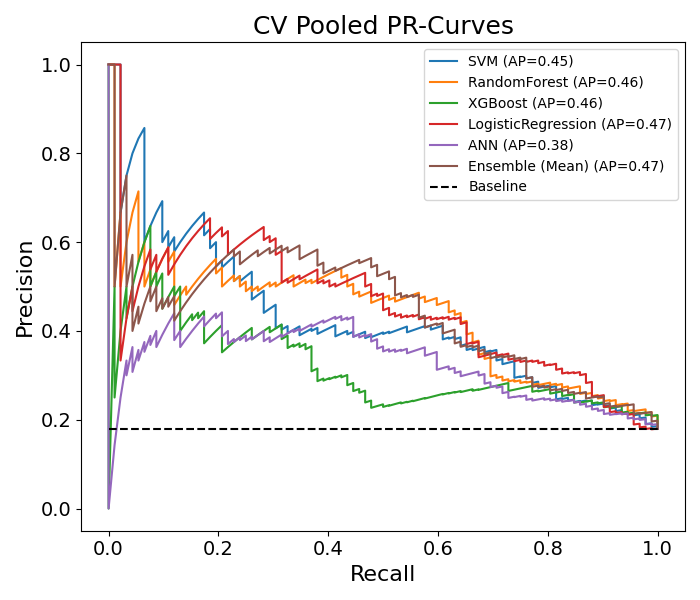 CV Pooled PR-Curves
SVM (AP=0.45)
RandomForest (AP=0.46)
XGBoost (AP=0.46)
LogisticRegression (AP=0.47)
ANN (AP=0.38)
Ensemble (Mean) (AP=0.47)
Baseline
Precision
1.0
0.8
0.6
0.4
0.2
0.0
0.0 0.2 0.4 0.6 0.8 1.0
Recall